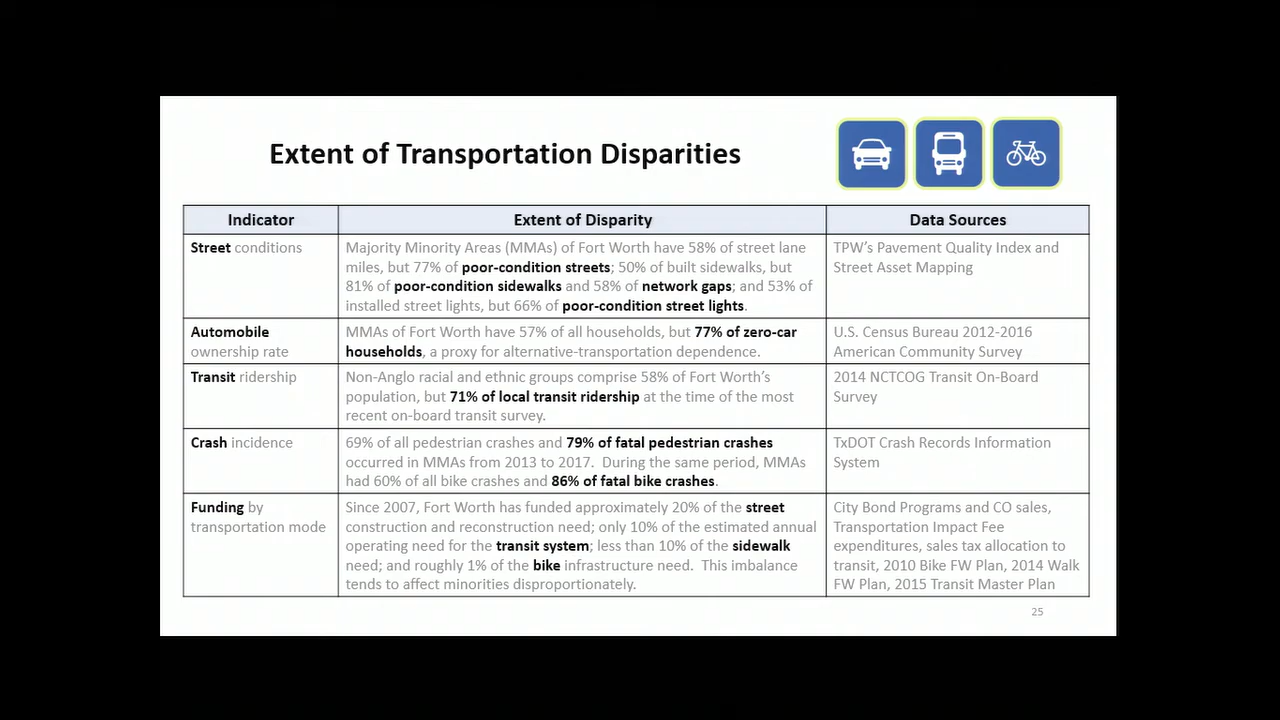 Extent of Transportation Disparities
Indicator
Extent of Disparity
Data Sources
Street conditions
Majority Minority Areas (MMAs) of Fort Worth have 58% of street lane
miles, but 77% of poor-condition streets; 50% of built sidewalks, but
81% of poor-condition sidewalks and 58% of network gaps; and 53% of
installed street lights, but 66% of poor-condition street lights.
TPW's Pavement Quality Index and
Street Asset Mapping
Automobile
ownership rate
MMAs of Fort Worth have 57% of all households, but 77% of zero-car
households, a proxy for alternative-transportation dependence.
U.S. Census Bureau 2012-2016
American Community Survey
Transit ridership
Non-Anglo racial and ethnic groups comprise 58% of Fort Worth's
population, but 71% of local transit ridership at the time of the most
recent on-board transit survey.
2014 NCTCOG Transit On-Board
Survey
Crash incidence
69% of all pedestrian crashes and 79% of fatal pedestrian crashes
occurred in MMAs from 2013 to 2017. During the same period, MMAs
had 60% of all bike crashes and 86% of fatal bike crashes.
TxDOT Crash Records Information
System
Funding by
transportation mode
Since 2007, Fort Worth has funded approximately 20% of the street
construction and reconstruction need; only 10% of the estimated annual
operating need for the transit system; less than 10% of the sidewalk
need; and roughly 1% of the bike infrastructure need. This imbalance
tends to affect minorities disproportionately.
City Bond Programs and CO sales,
Transportation Impact Fee
expenditures, sales tax allocation to
transit, 2010 Bike FW Plan, 2014 Walk
FW Plan, 2015 Transit Master Plan
25